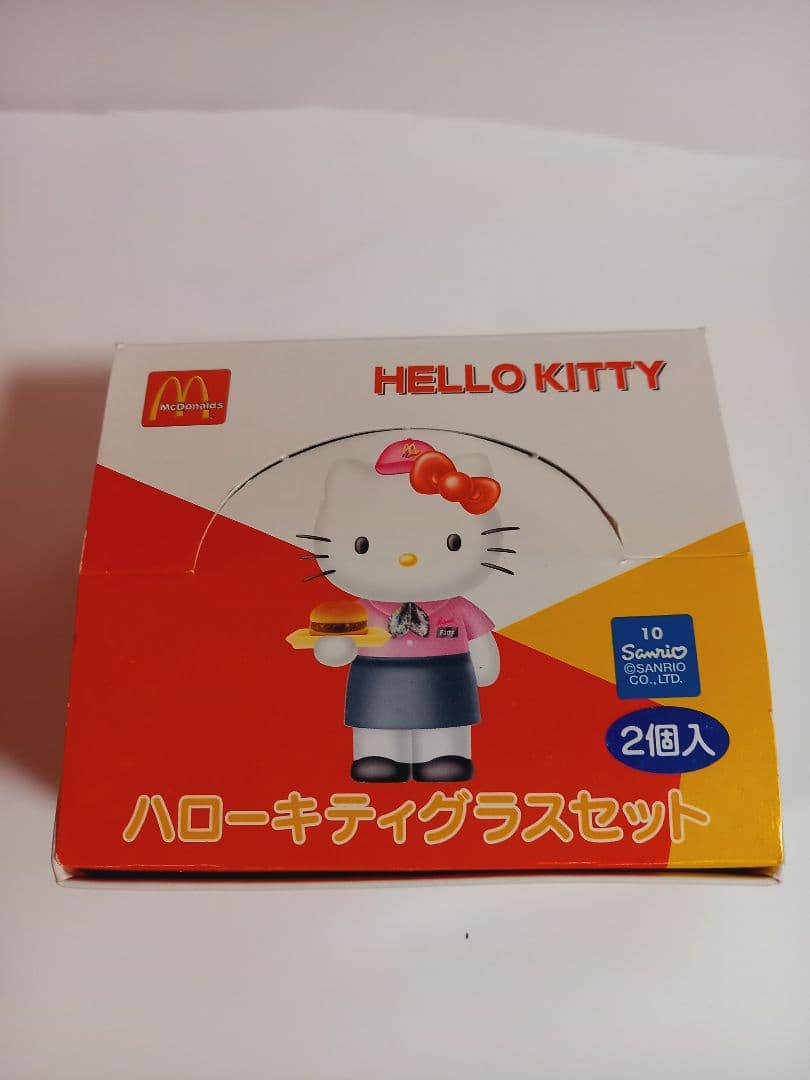 McDonald's
HELLO KITTY
10
Sanrio
©SANRIO
CO.,LTD.
2個入
ハローキティグラスセット